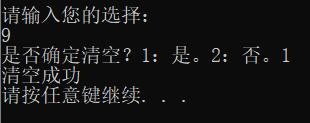 请输入您的选择：
9
是否确定清空？1：是。2：否。1
清空成功
请按任意键继续. . .